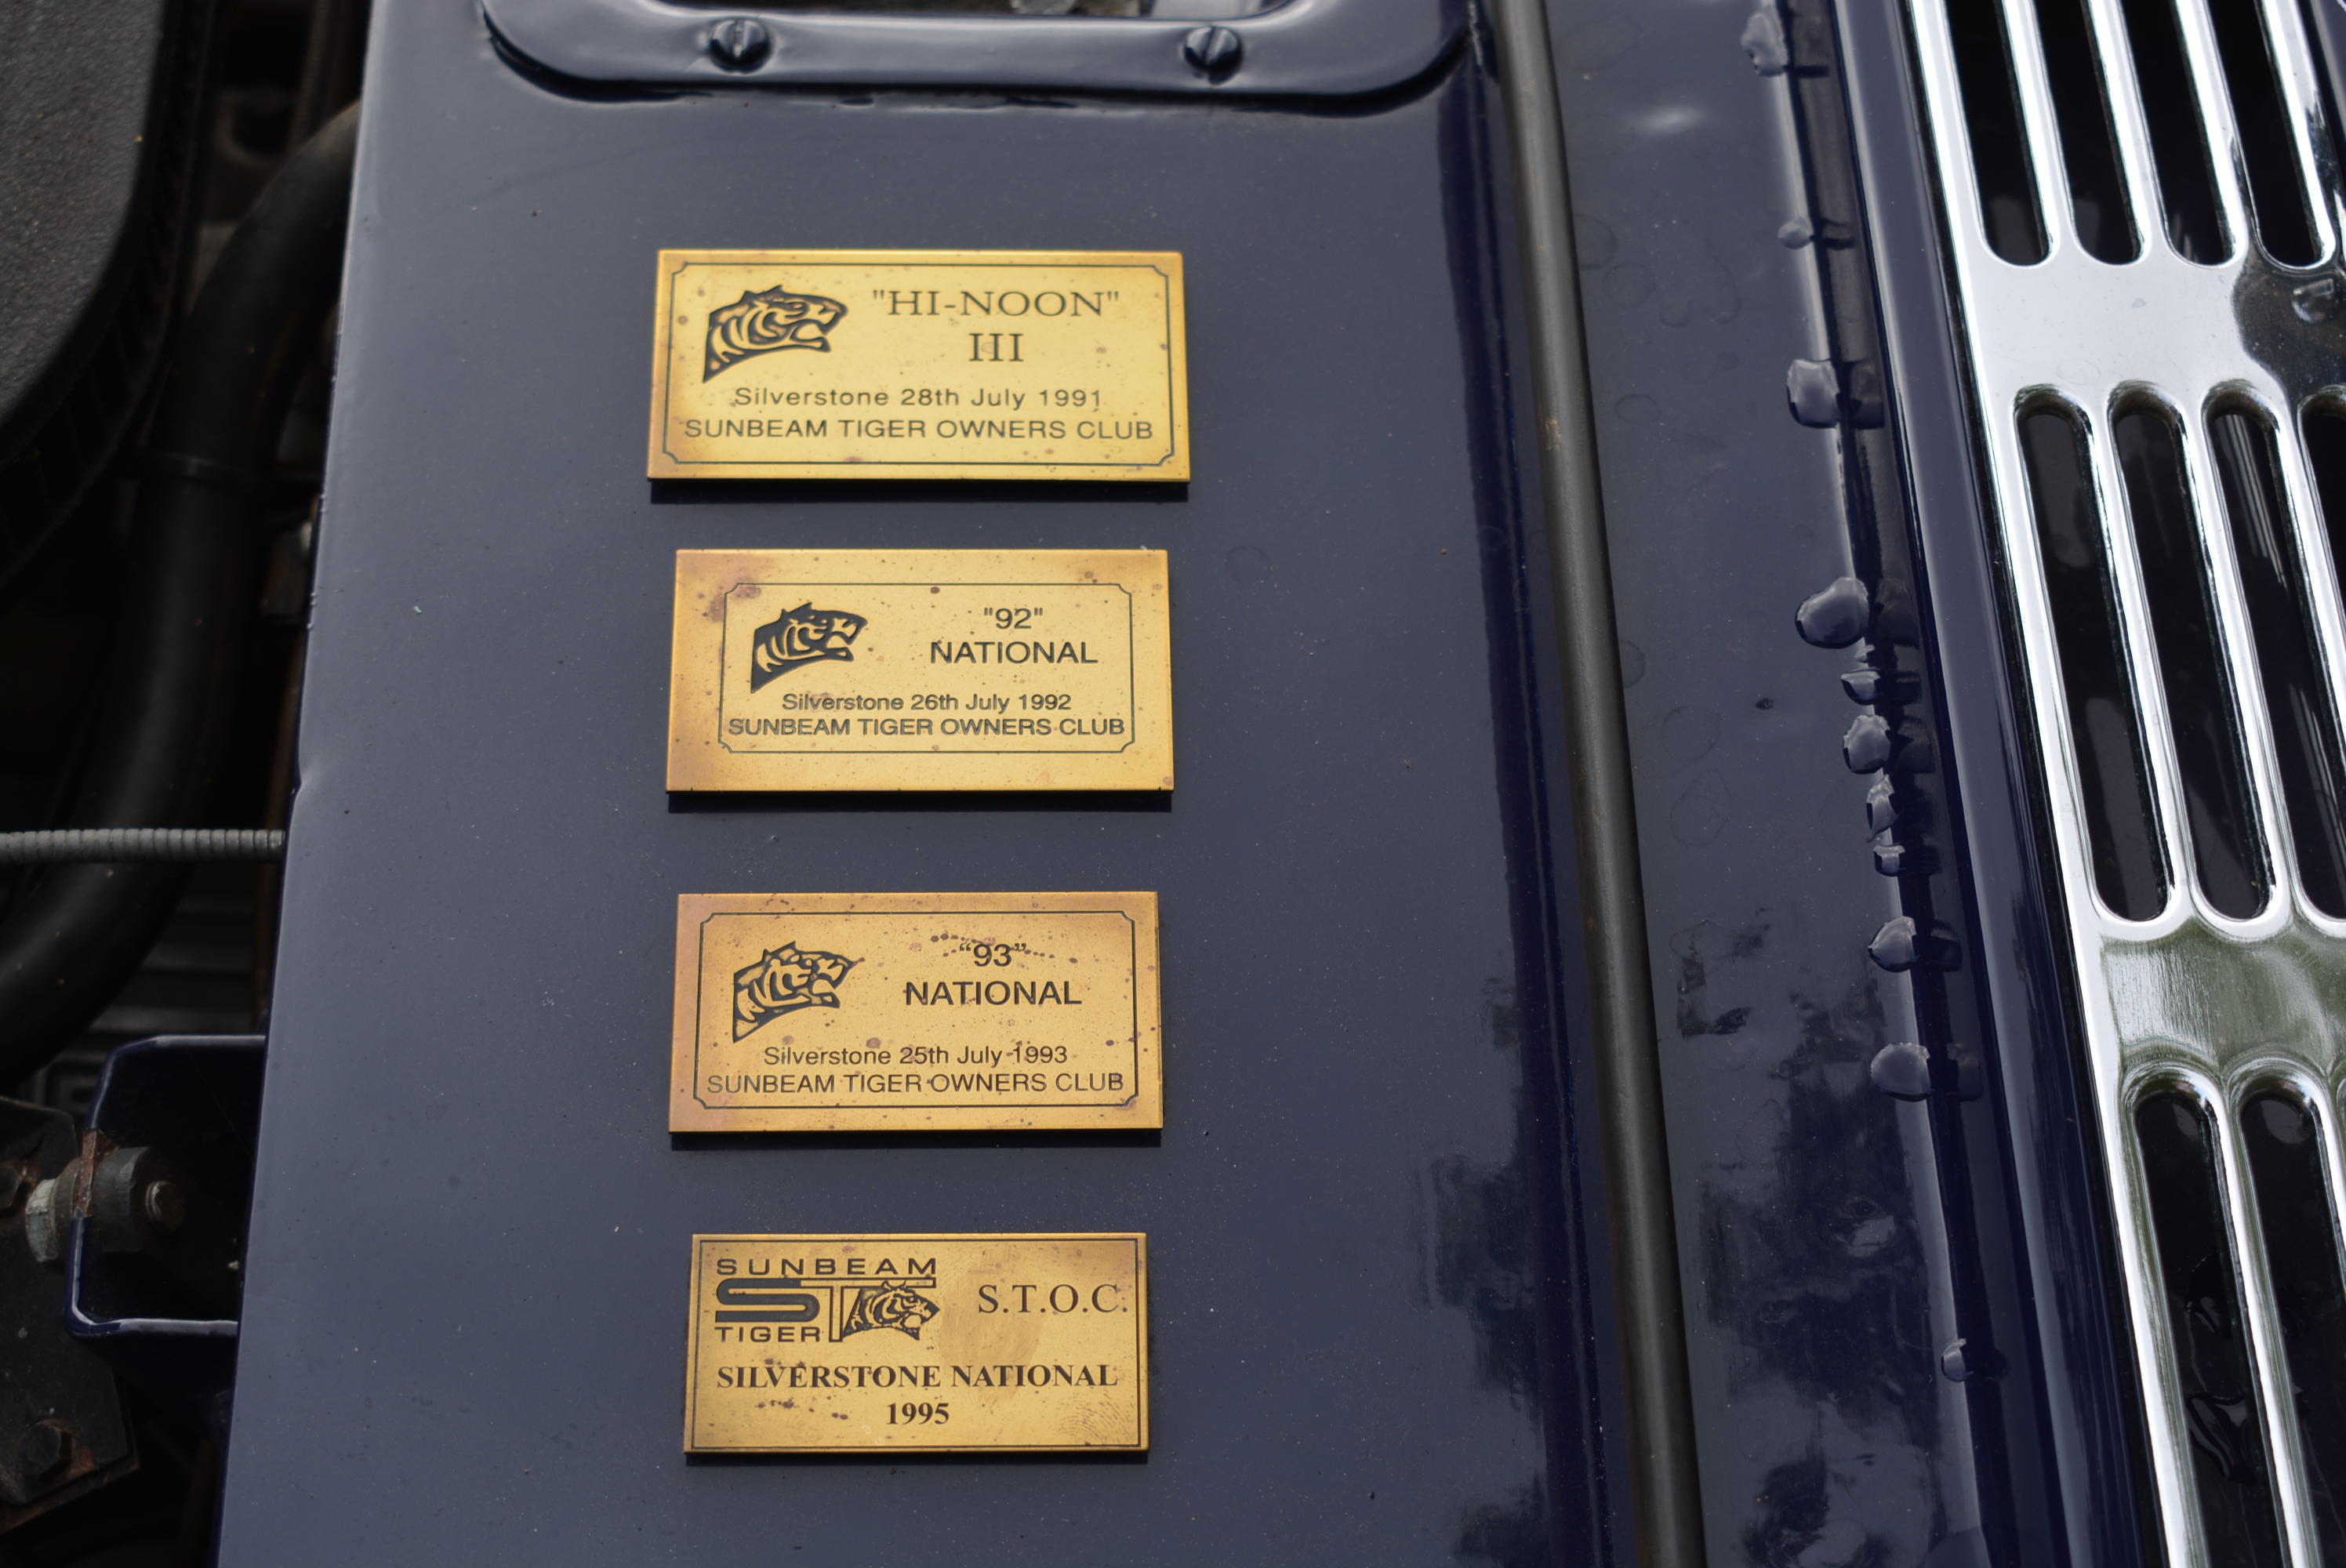 "HI-NOON"
III
Silverstone 28th July 1991
SUNBEAM TIGER OWNERS CLUB
"92"
NATIONAL
Silverstone 26th July 1992
SUNBEAM TIGER OWNERS CLUB
“93”
NATIONAL
Silverstone 25th July 1993
SUNBEAM TIGER OWNERS CLUB
SUNBEAM
ST
TIGER
S.T.O.C.
SILVERSTONE NATIONAL
1995